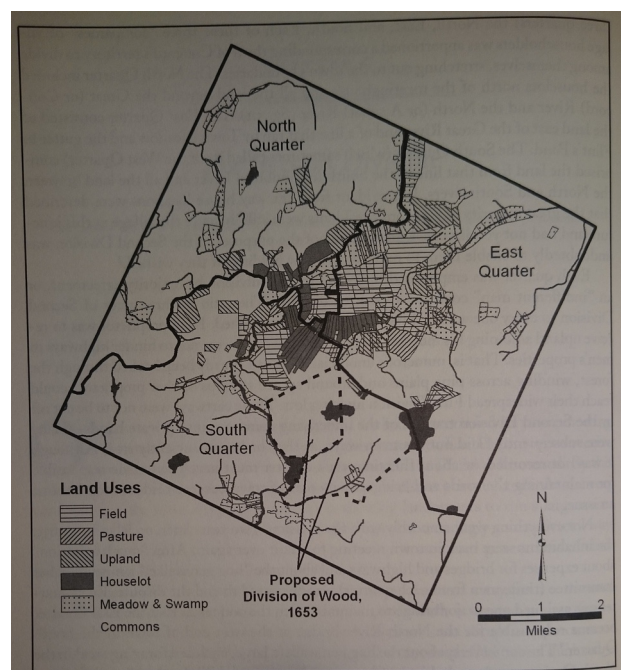 North
Quarter
East
Quarter
South
Quarter
Land Uses
Field
Pasture
Upland
Houselot
Meadow & Swamp
Commons
Proposed
Division of Wood,
1653
N
0 1 2
Miles